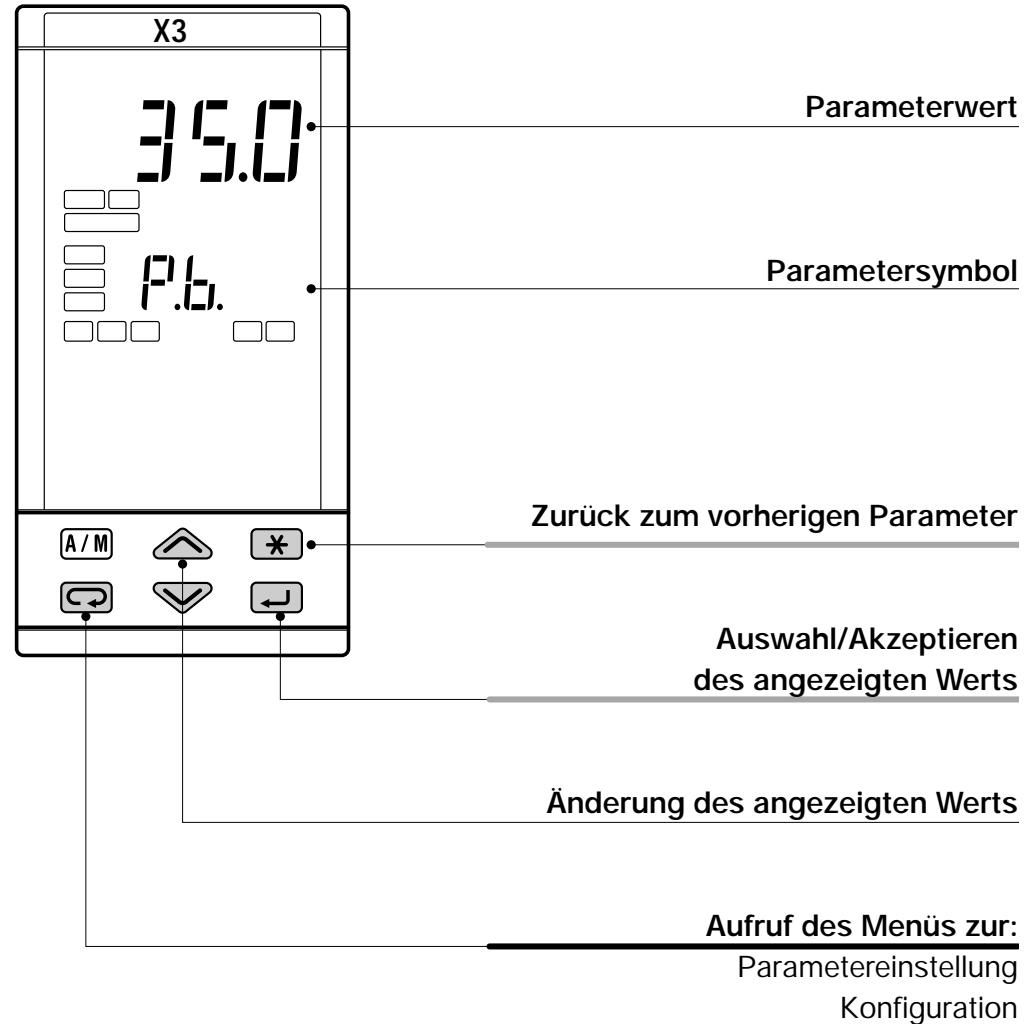 X3
35.0
Parameterwert
P.b.
Parametersymbol
Zurück zum vorherigen Parameter
A/M
Auswahl/Akzeptieren
des angezeigten Werts
Änderung des angezeigten Werts
Aufruf des Menüs zur:
Parametereinstellung
Konfiguration